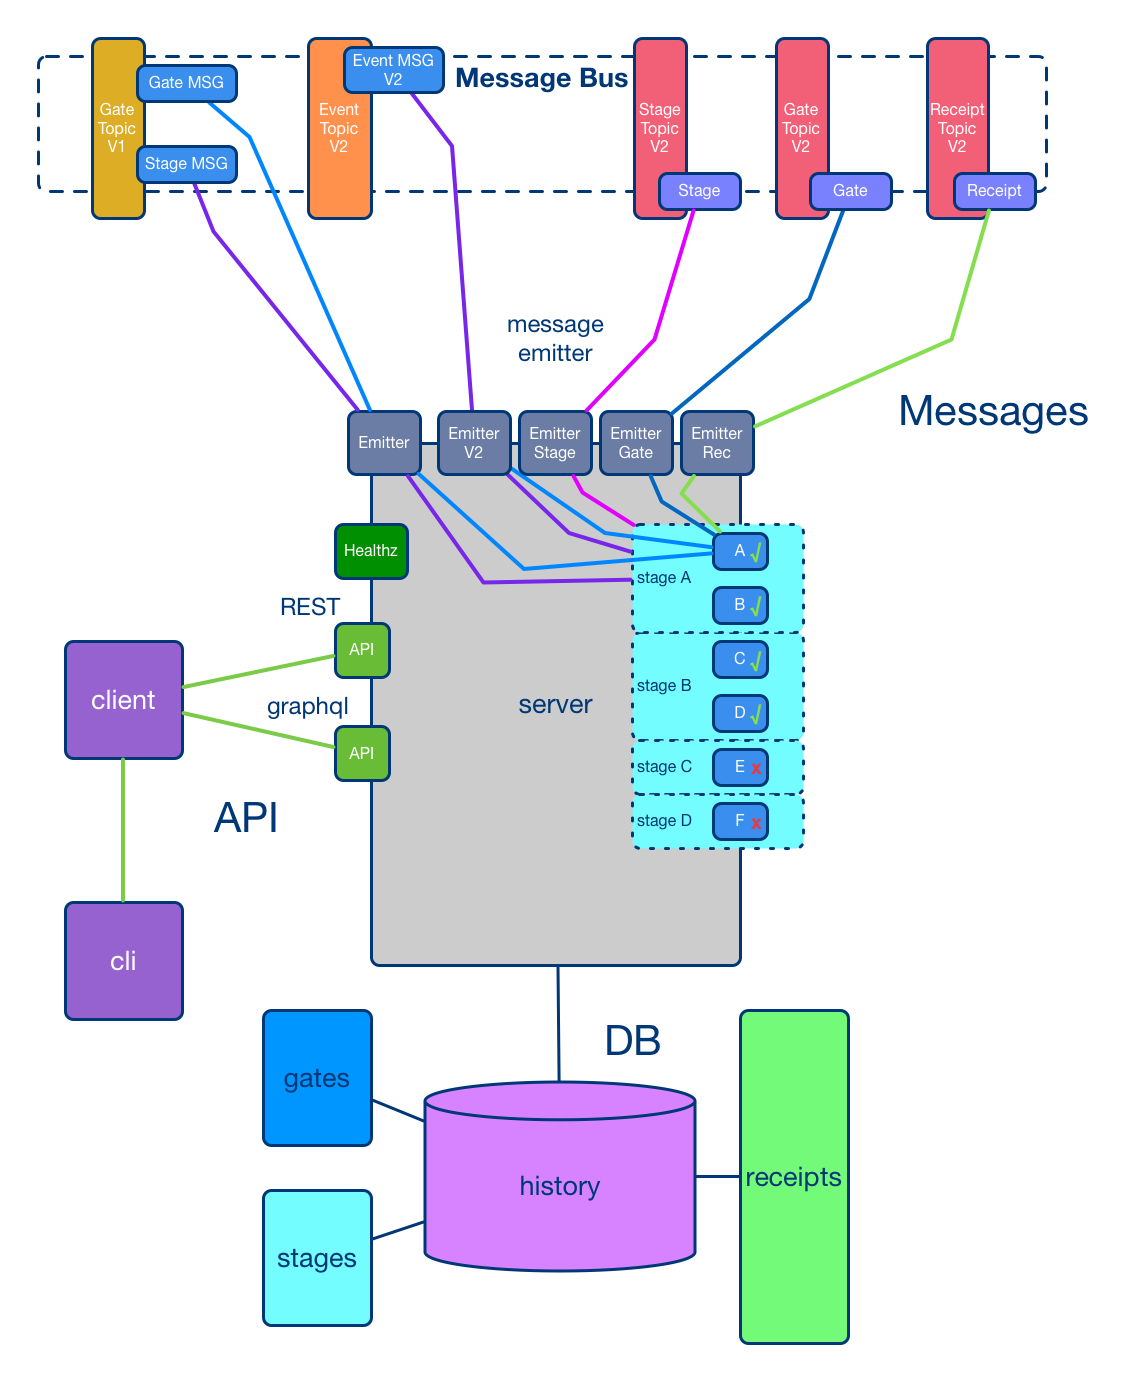 Message Bus
Gate
Topic
V1
Gate MSG
Stage MSG
Event
Topic
V2
Event MSG
V2
Stage
Topic
V2
Stage
Gate
Topic
V2
Gate
Receipt
Topic
V2
Receipt
message
emitter
Messages
Emitter
Emitter
V2
Emitter
Stage
Emitter
Gate
Emitter
Rec
Healthz
REST
API
graphql
API
client
API
cli
server
stage A
A √
B √
stage B
C √
D √
stage C
E x
stage D
F x
DB
gates
stages
history
receipts